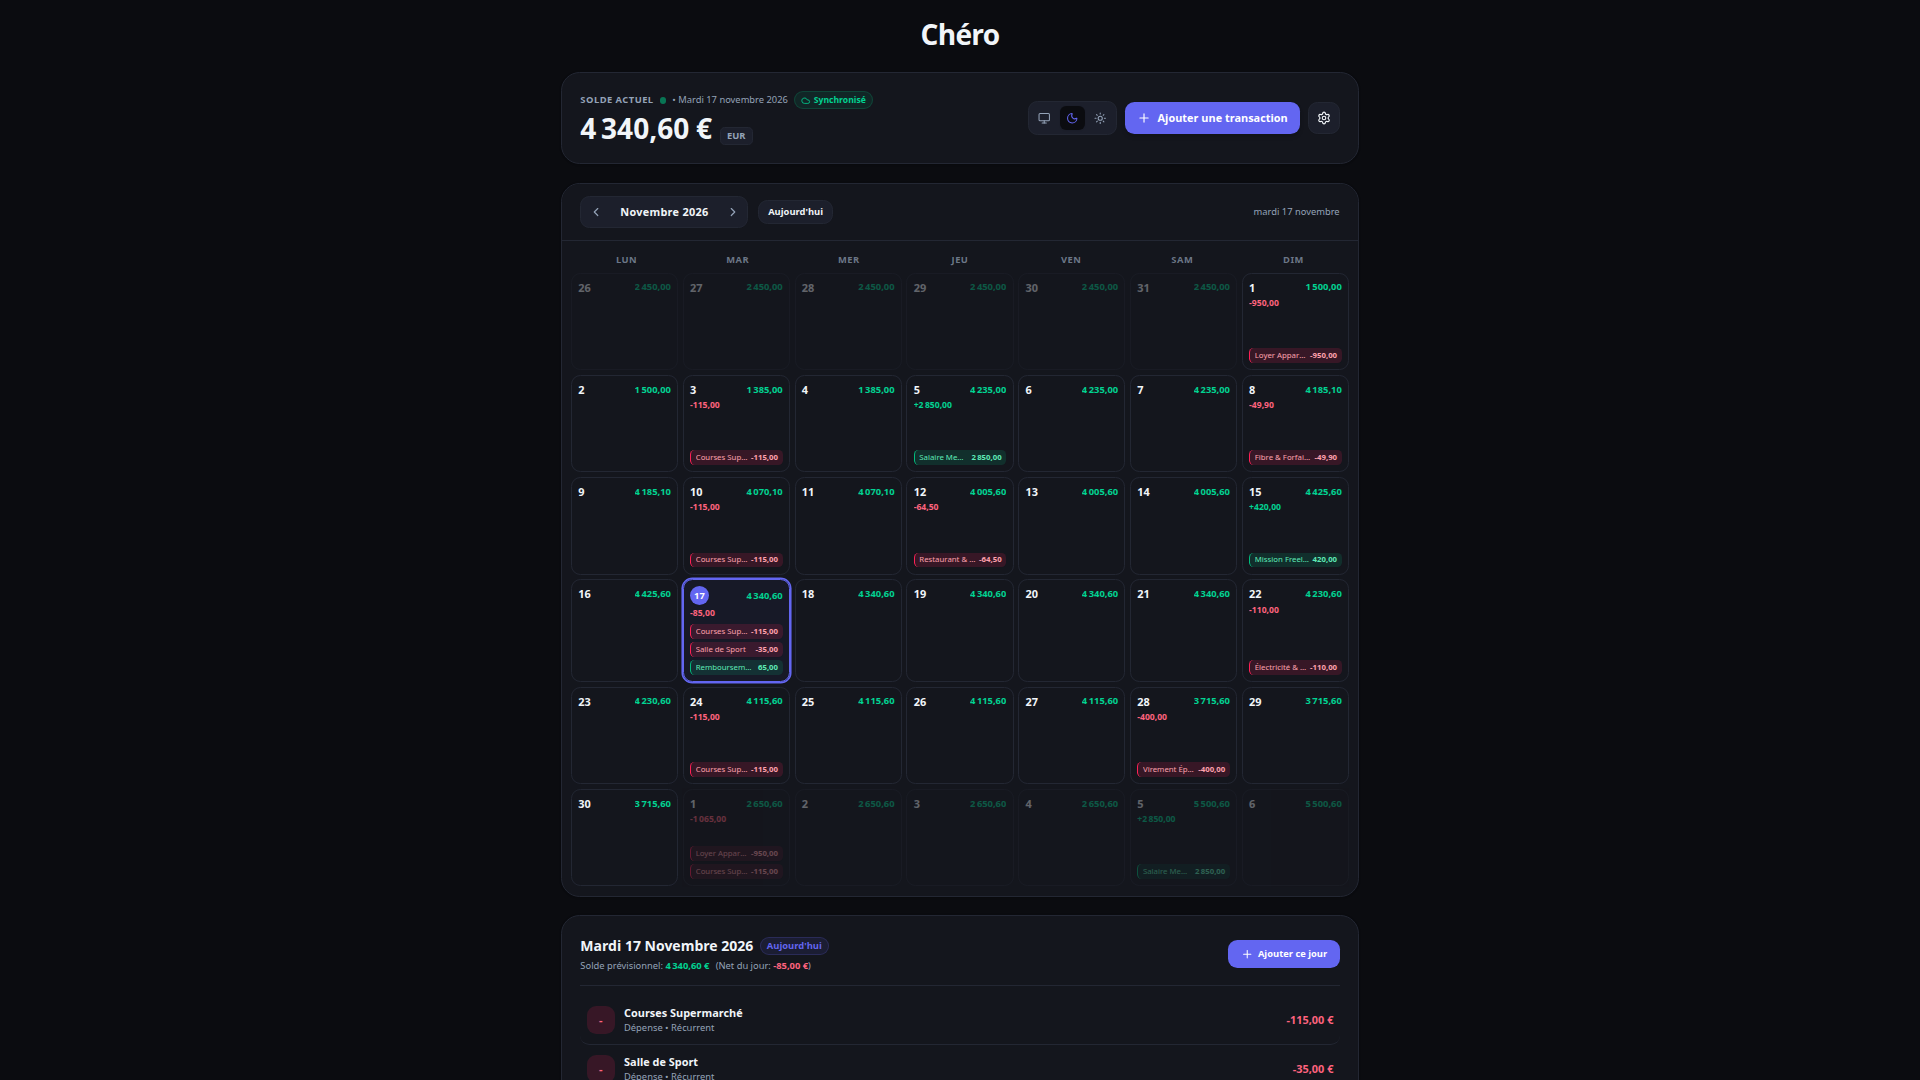 Chéro
SOLDE ACTUEL • Mardi 17 novembre 2026 Synchronisé
4 340,60 € EUR
Ajouter une transaction
Novembre 2026 Aujourd'hui mardi 17 novembre
LUN MAR MER JEU VEN SAM DIM
26 2 450,00 27 2 450,00 28 2 450,00 29 2 450,00 30 2 450,00 31 2 450,00 1 1 500,00
-950,00
Loyer Appar... -950,00
2 1 500,00 3 1 385,00 4 1 385,00 5 4 235,00 6 4 235,00 7 4 235,00 8 4 185,10
-115,00 +2 850,00 -49,90
Courses Sup... -115,00 Salaire Me... 2 850,00 Fibre & Forfai... -49,90
9 4 185,10 10 4 070,10 11 4 070,10 12 4 005,60 13 4 005,60 14 4 005,60 15 4 425,60
-115,00 -64,50 +420,00
Courses Sup... -115,00 Restaurant & ... -64,50 Mission Freel... 420,00
16 4 425,60 17 4 340,60 18 4 340,60 19 4 340,60 20 4 340,60 21 4 340,60 22 4 230,60
-85,00 -110,00
Courses Sup... -115,00
Salle de Sport -35,00
Remboursem... 65,00 Électricité & ... -110,00
23 4 230,60 24 4 115,60 25 4 115,60 26 4 115,60 27 4 115,60 28 3 715,60 29 3 715,60
-115,00 -400,00
Courses Sup... -115,00 Virement Ép... -400,00
30 3 715,60 1 2 650,60 2 2 650,60 3 2 650,60 4 2 650,60 5 5 500,60 6 5 500,60
-1 065,00 +2 850,00
Loyer Appar... -950,00
Courses Sup... -115,00 Salaire Me... 2 850,00
Mardi 17 Novembre 2026 Aujourd'hui
Solde prévisionnel: 4 340,60 € (Net du jour: -85,00 €)
Ajouter ce jour
Courses Supermarché
Dépense • Récurrent
-115,00 €
Salle de Sport
Dépense • Récurrent
-35,00 €